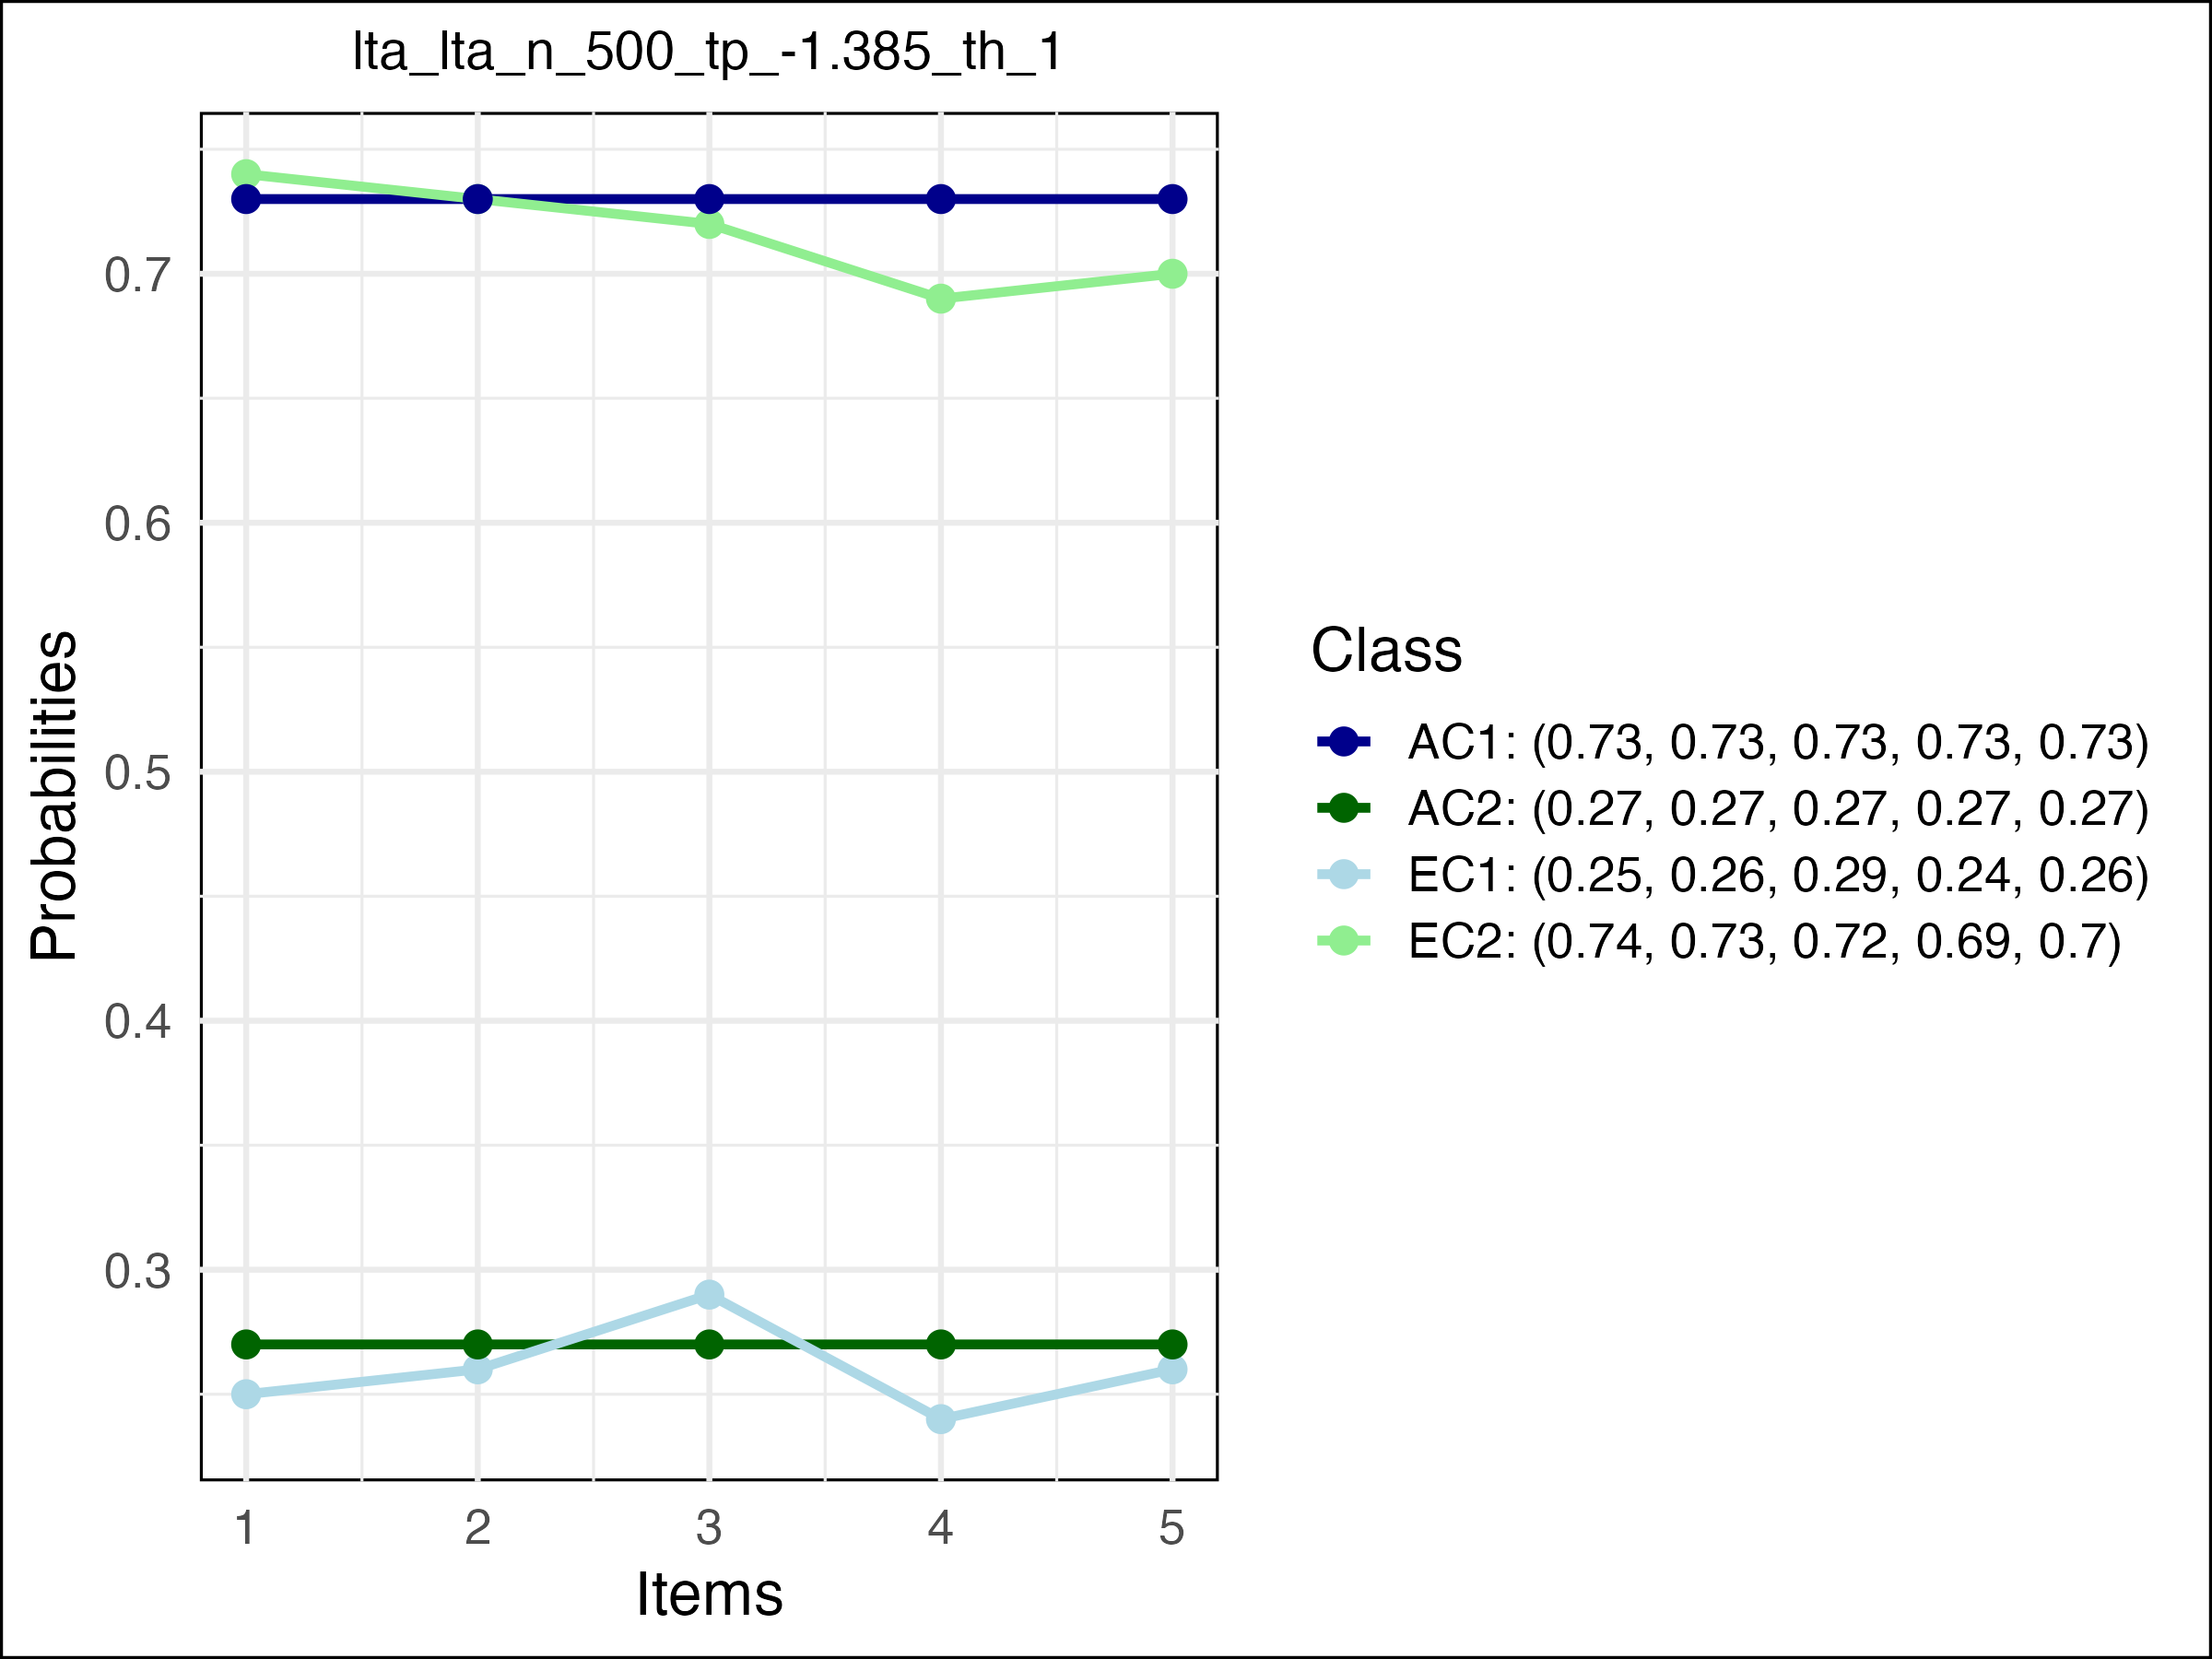 lta_lta_n_500_tp_-1.385_th_1
Probabilities
0.7
0.6
0.5
0.4
0.3
1 2 3 4 5
Items
Class
AC1: (0.73, 0.73, 0.73, 0.73, 0.73)
AC2: (0.27, 0.27, 0.27, 0.27, 0.27)
EC1: (0.25, 0.26, 0.29, 0.24, 0.26)
EC2: (0.74, 0.73, 0.72, 0.69, 0.7)